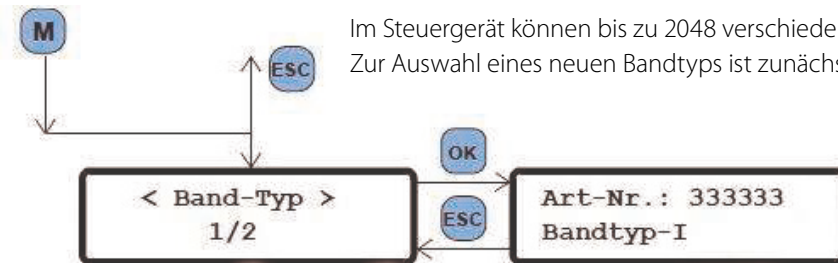 M
Im Steuergerät können bis zu 2048 verschiede
ESC
Zur Auswahl eines neuen Bandtyps ist zunächs
OK
< Band-Typ >
1/2
ESC
Art-Nr.: 333333
Bandtyp-I